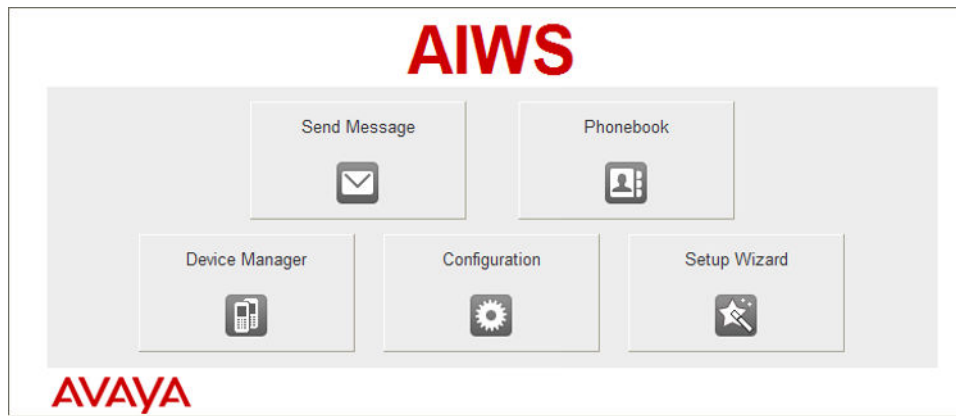 AIWS
Send Message
Phonebook
Device Manager
Configuration
Setup Wizard
AVAYA